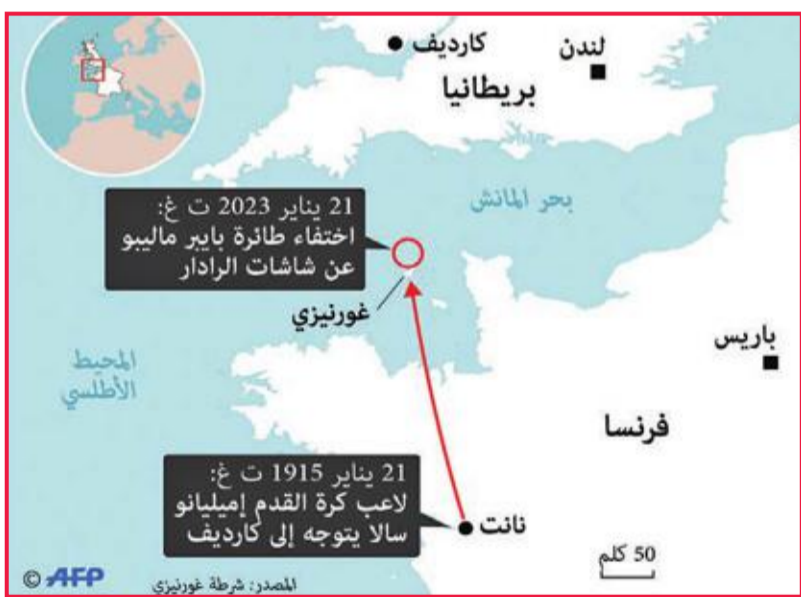 كارديف
لندن
بريطانيا
بحر المانش
21 يناير 2023 ت غ:
اختفاء طائرة بايبر ماليبو
عن شاشات الرادار
غورنيزي
باريس
المحيط
الأطلسي
فرنسا
21 يناير 1915 ت غ:
لاعب كرة القدم إميليانو
سالا يتوجه إلى كارديف
نانت
50 كلم
© AFP
المصدر: شرطة غورنيزي